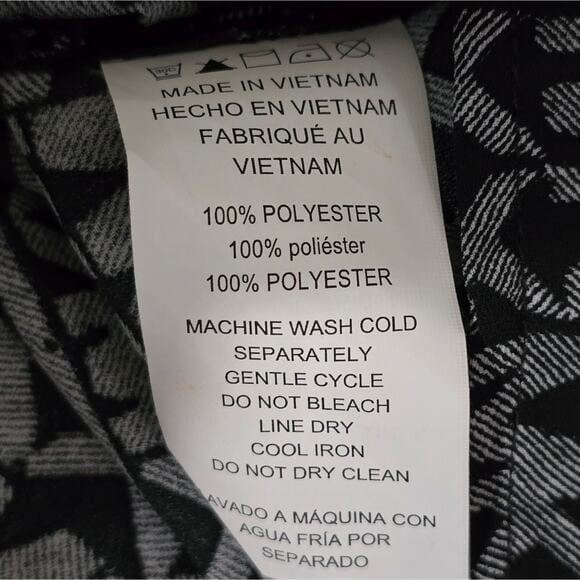 30C
MADE IN VIETNAM
HECHO EN VIETNAM
FABRIQUÉ AU
VIETNAM
100% POLYESTER
100% poliéster
100% POLYESTER
MACHINE WASH COLD
SEPARATELY
GENTLE CYCLE
DO NOT BLEACH
LINE DRY
COOL IRON
DO NOT DRY CLEAN
AVADO A MÁQUINA CON
AGUA FRÍA POR
SEPARADO